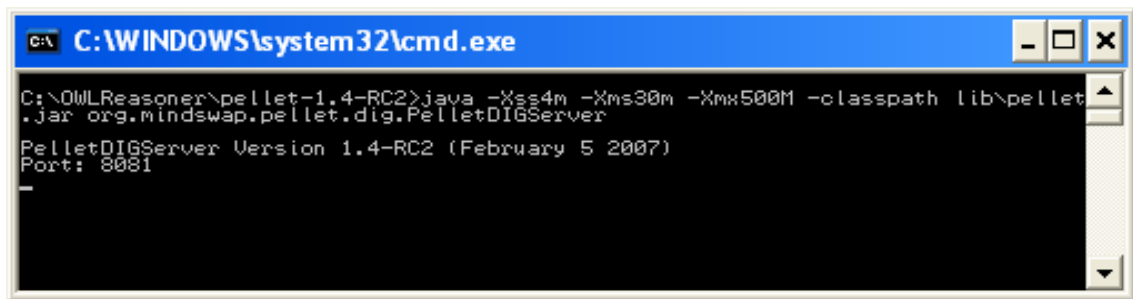 C:\WINDOWS\system32\cmd.exe
C:\OWLReasoner\pellet-1.4-RC2>java -Xss4m -Xms30m -Xmx500M -classpath lib\pellet
.jar org.mindswap.pellet.dig.PelletDIGServer
PelletDIGServer Version 1.4-RC2 (February 5 2007)
Port: 8081